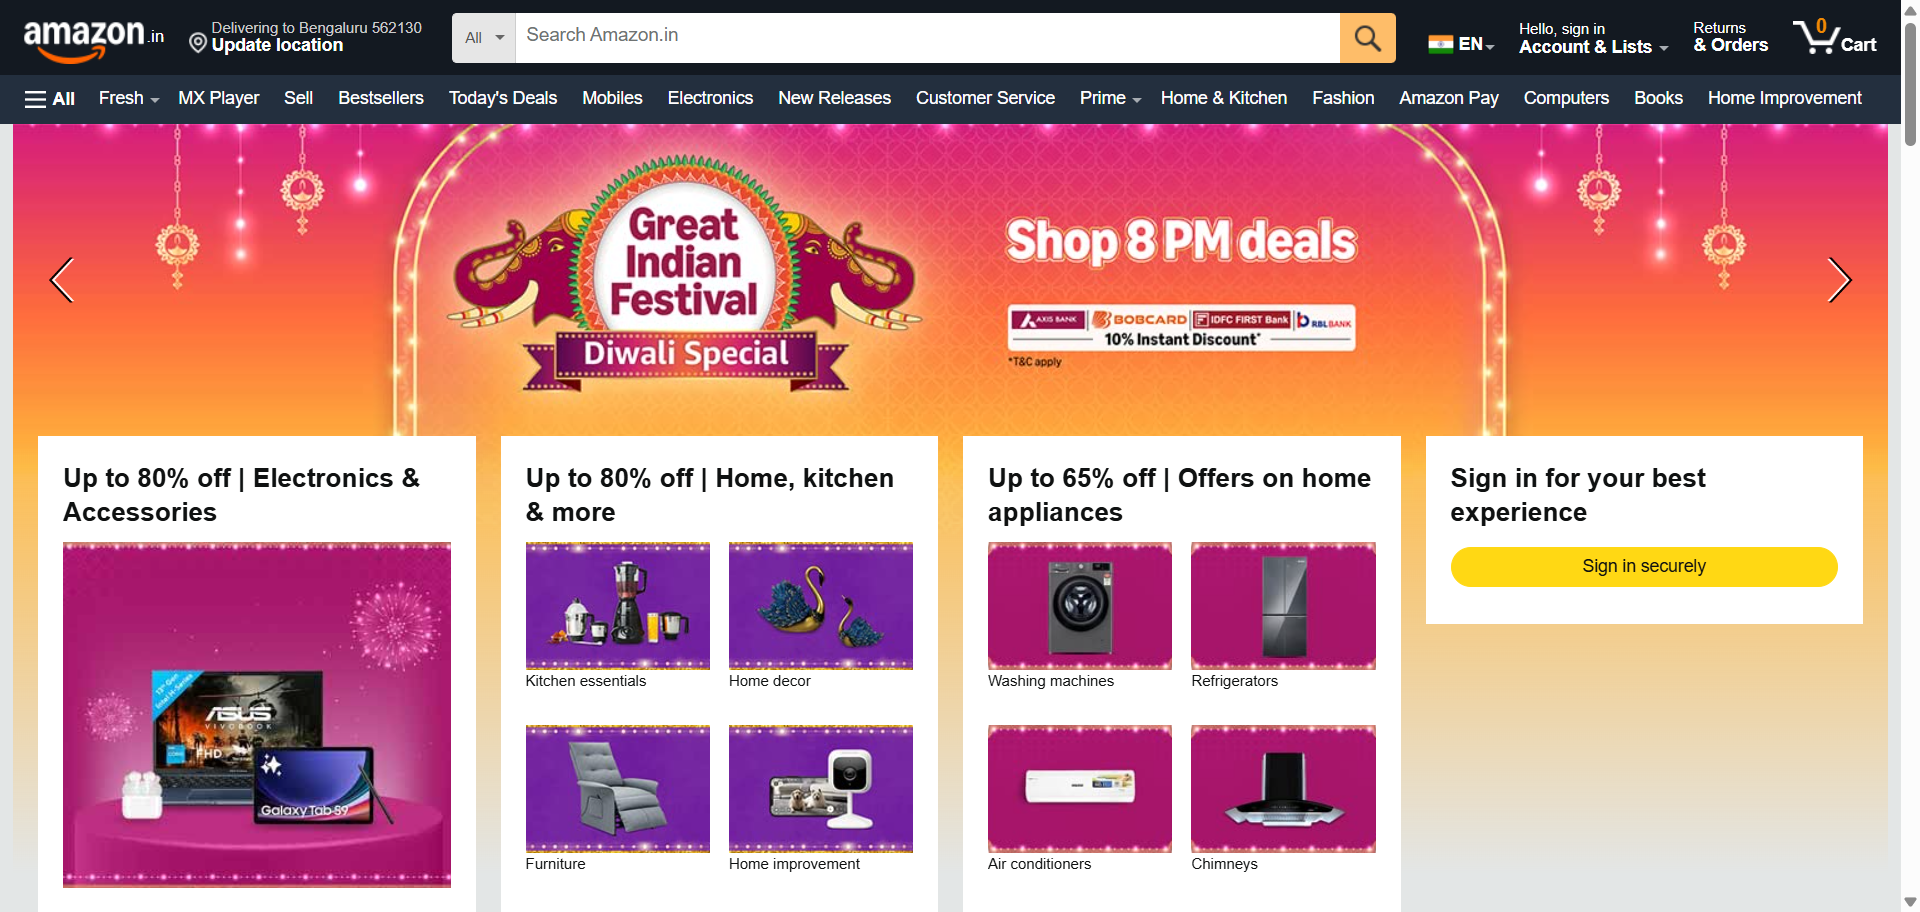 amazon.in
Delivering to Bengaluru 562130
Update location
All
Search Amazon.in
EN
Hello, sign in
Account & Lists
Returns
& Orders
0
Cart
All
Fresh
MX Player
Sell
Bestsellers
Today's Deals
Mobiles
Electronics
New Releases
Customer Service
Prime
Home & Kitchen
Fashion
Amazon Pay
Computers
Books
Home Improvement
Great
Indian
Festival
Diwali Special
Shop 8 PM deals
AXIS BANK
BOBCARD
IDFC FIRST Bank
RBL BANK
10% Instant Discount*
*T&C apply
Up to 80% off | Electronics &
Accessories
13th Gen
Intel H-Series
ASUS
VIVOBOOK
FHD
Galaxy Tab S9
Up to 80% off | Home, kitchen
& more
Kitchen essentials
Home decor
Furniture
Home improvement
Up to 65% off | Offers on home
appliances
Washing machines
Refrigerators
Air conditioners
Chimneys
Sign in for your best
experience
Sign in securely